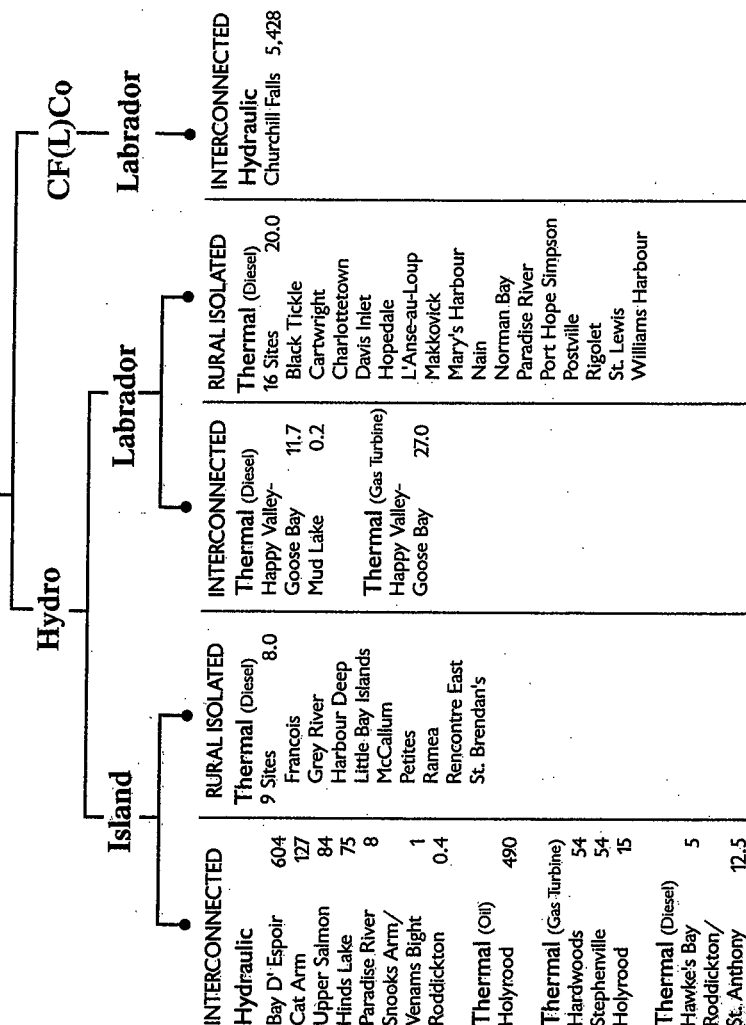 Hydro
CF(L)Co
Island
Labrador
Labrador
INTERCONNECTED
Hydraulic
Bay D' Espoir 604
Cat Arm 127
Upper Salmon 84
Hinds Lake 75
Paradise River 8
Snooks Arm/
Venams Bight 1
Roddickton 0.4
Thermal (Oil)
Holyrood 490
Thermal (Gas Turbine)
Hardwoods 54
Stephenville 54
Holyrood 15
Thermal (Diesel)
Hawke's Bay 5
Roddickton/
St. Anthony 12.5
RURAL ISOLATED
Thermal (Diesel)
9 Sites 8.0
Francois
Grey River
Harbour Deep
Little Bay Islands
McCallum
Petites
Ramea
Rencontre East
St. Brendan's
INTERCONNECTED
Thermal (Diesel)
Happy Valley-
Goose Bay 11.7
Mud Lake 0.2
Thermal (Gas Turbine)
Happy Valley-
Goose Bay 27.0
RURAL ISOLATED
Thermal (Diesel)
16 Sites 20.0
Black Tickle
Cartwright
Charlottetown
Davis Inlet
Hopedale
L'Anse-au-Loup
Makkovick
Mary's Harbour
Nain
Norman Bay
Paradise River
Port Hope Simpson
Postville
Rigolet
St. Lewis
Williams Harbour
INTERCONNECTED
Hydraulic
Churchill Falls 5,428